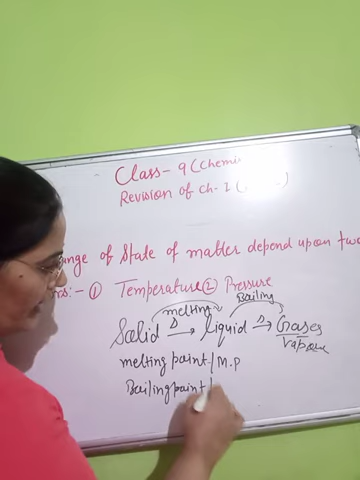 Class- 9 (Chemi
Revision of ch- 1 (
ange of State of matter depend upon two
rs:- ① Temperature ② Pressure
melting Boiling
Solid Δ → liquid Δ → Gases
Vapour
melting point / M.P
Boiling point /